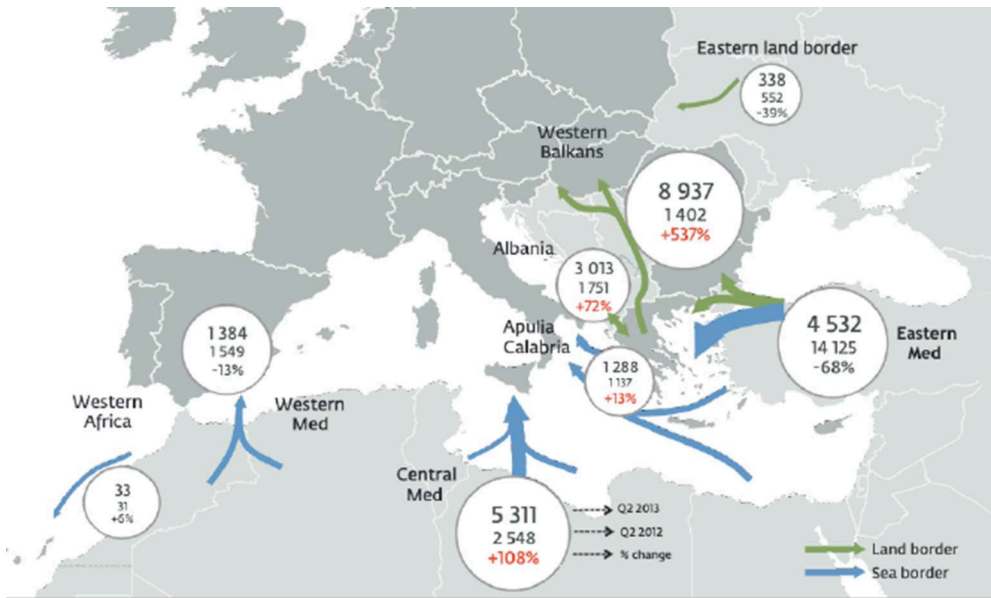 Eastern land border
338
552
-39%
Western
Balkans
8 937
1 402
+537%
Albania
3 013
1 751
+72%
Apulia
Calabria
1 288
1 137
+13%
4 532
14 125
-68%
Eastern
Med
1 384
1 549
-13%
Western
Africa
Western
Med
33
31
+6%
Central
Med
5 311
2 548
+108%
Q2 2013
Q2 2012
% change
Land border
Sea border